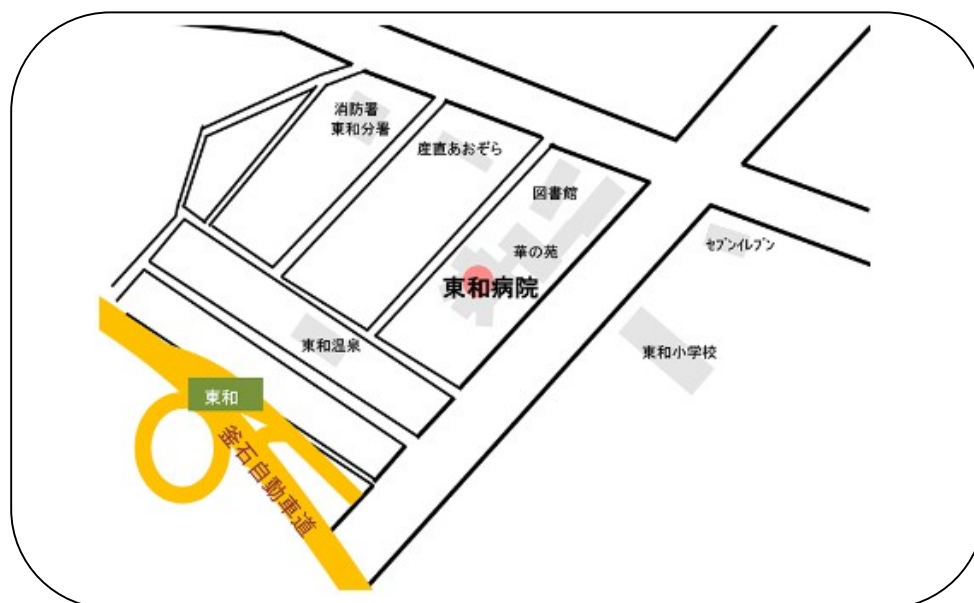 消防署
東和分署
産直あおぞら
図書館
華の苑
東和病院
ｾﾌﾞﾝｲﾚﾌﾞﾝ
東和小学校
東和温泉
東和
釜石自動車道